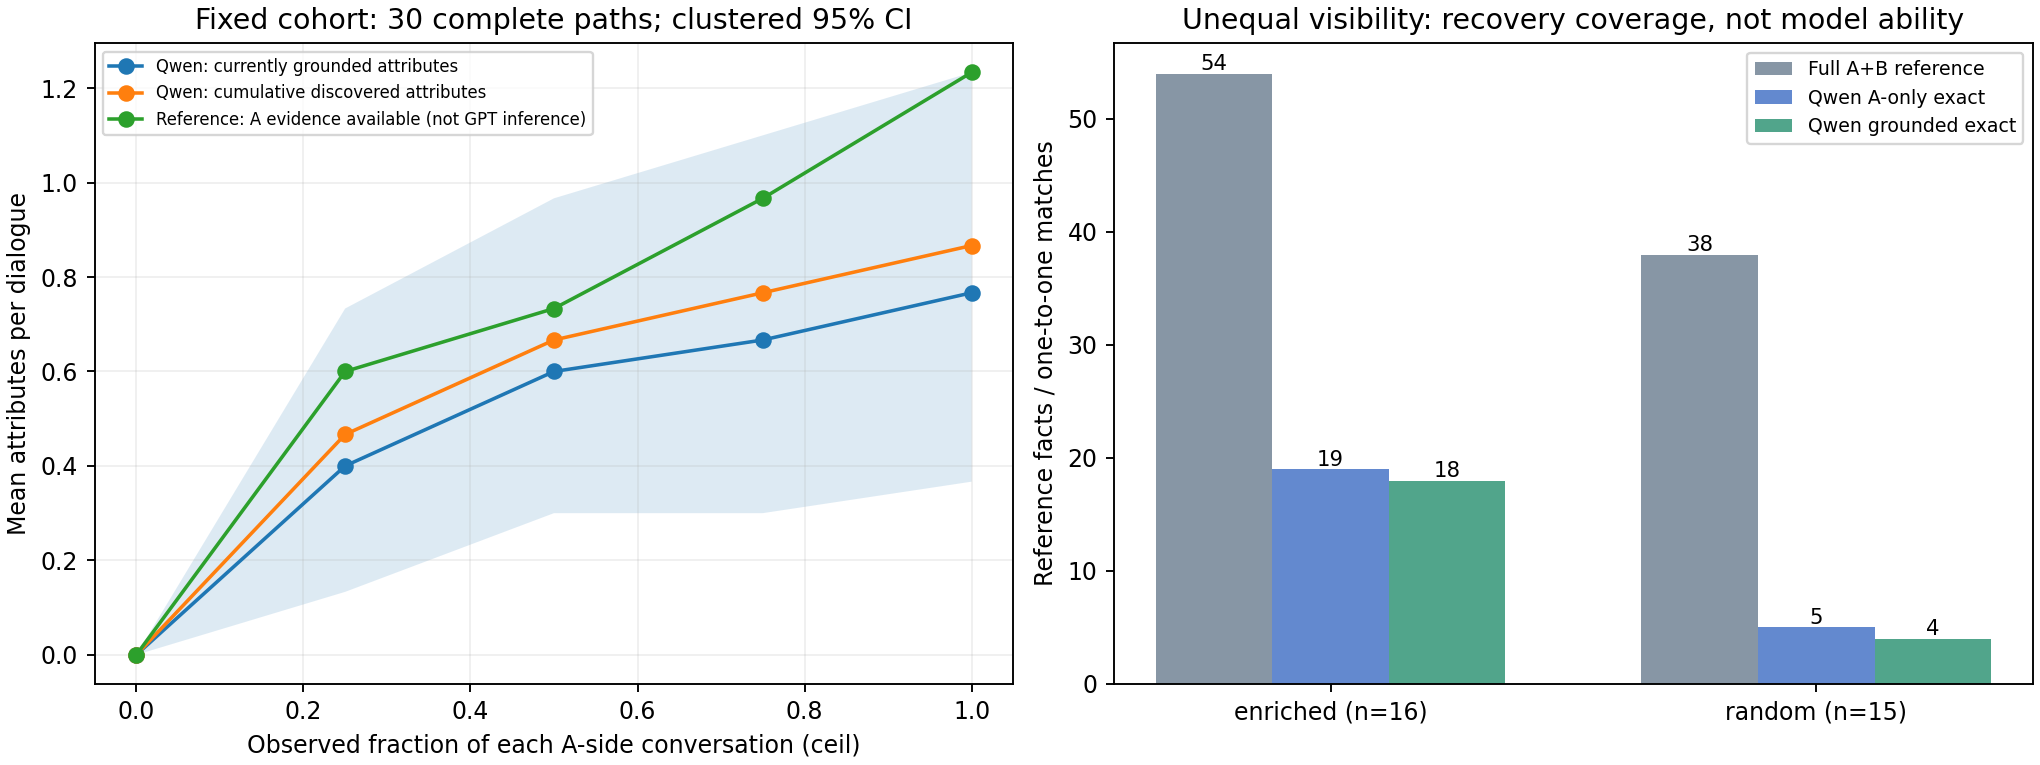 Fixed cohort: 30 complete paths; clustered 95% CI
Qwen: currently grounded attributes
Qwen: cumulative discovered attributes
Reference: A evidence available (not GPT inference)
Mean attributes per dialogue
1.2
1.0
0.8
0.6
0.4
0.2
0.0
0.0 0.2 0.4 0.6 0.8 1.0
Observed fraction of each A-side conversation (ceil)
Unequal visibility: recovery coverage, not model ability
Full A+B reference
Qwen A-only exact
Qwen grounded exact
Reference facts / one-to-one matches
50
40
30
20
10
0
54
19
18
38
5
4
enriched (n=16) random (n=15)